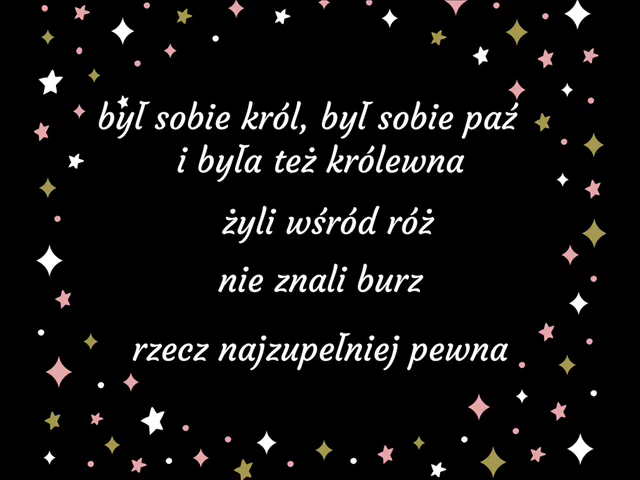 był sobie król, był sobie paź
i była też królewna
żyli wśród róż
nie znali burz
rzecz najzupełniej pewna